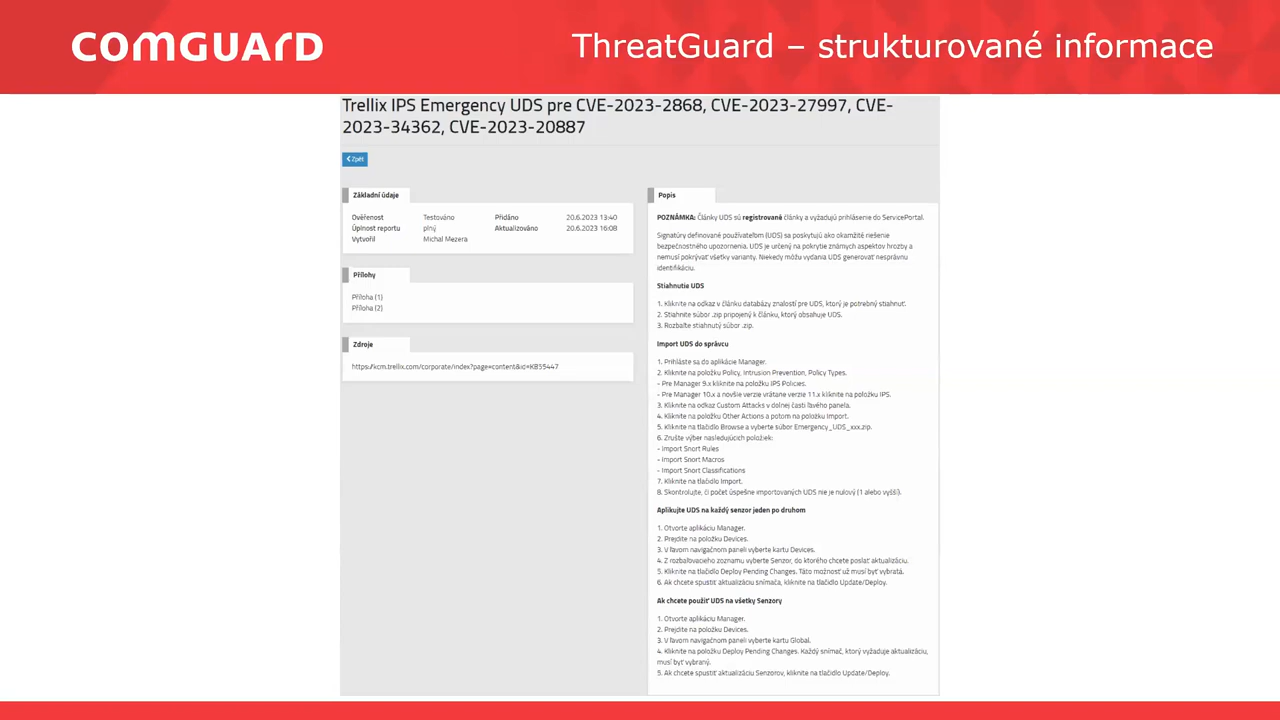 COMGUARD
ThreatGuard – strukturované informace
Trellix IPS Emergency UDS pre CVE-2023-2868, CVE-2023-27997, CVE-
2023-34362, CVE-2023-20887
Zpět
Základní údaje
Ověřenost Testováno Přidáno 20.6.2023 13:40
Úplnost reportu plný Aktualizováno 20.6.2023 16:08
Vytvořil Michal Mezera
Přílohy
Příloha (1)
Příloha (2)
Zdroje
https://kcm.trellix.com/corporate/index?page=content&id=KB55447
Popis
POZNÁMKA: Články UDS sú registrované články a vyžadujú prihlásenie do ServicePortal.
Signatúry definované používateľom (UDS) sa poskytujú ako okamžité riešenie
bezpečnostného upozornenia. UDS je určený na pokrytie známych aspektov hrozby a
nemusí pokrývať všetky varianty. Niekedy môžu vydania UDS generovať nesprávnu
identifikáciu.
Stiahnutie UDS
1. Kliknite na odkaz v článku databázy znalostí pre UDS, ktorý je potrebný stiahnuť.
2. Stiahnite súbor .zip pripojený k článku, ktorý obsahuje UDS.
3. Rozbaľte stiahnutý súbor .zip.
Import UDS do správcu
1. Prihláste sa do aplikácie Manager.
2. Kliknite na položku Policy, Intrusion Prevention, Policy Types.
- Pre Manager 9.x kliknite na položku IPS Policies.
- Pre Manager 10.x a novšie verzie vrátane verzie 11.x kliknite na položku IPS.
3. Kliknite na odkaz Custom Attacks v dolnej časti ľavého panela.
4. Kliknite na položku Other Actions a potom na položku Import.
5. Kliknite na tlačidlo Browse a vyberte súbor Emergency_UDS_xxx.zip.
6. Zrušte výber nasledujúcich položiek:
- Import Snort Rules
- Import Snort Macros
- Import Snort Classifications
7. Kliknite na tlačidlo Import.
8. Skontrolujte, či počet úspešne importovaných UDS nie je nulový (1 alebo vyšší).
Aplikujte UDS na každý senzor jeden po druhom
1. Otvorte aplikáciu Manager.
2. Prejdite na položku Devices.
3. V ľavom navigačnom paneli vyberte kartu Devices.
4. Z rozbaľovacieho zoznamu vyberte Senzor, do ktorého chcete poslať aktualizáciu.
5. Kliknite na tlačidlo Deploy Pending Changes. Táto možnosť už musí byť vybratá.
6. Ak chcete spustiť aktualizáciu snímača, kliknite na tlačidlo Update/Deploy.
Ak chcete použiť UDS na všetky Senzory
1. Otvorte aplikáciu Manager.
2. Prejdite na položku Devices.
3. V ľavom navigačnom paneli vyberte kartu Global.
4. Kliknite na položku Deploy Pending Changes. Každý snímač, ktorý vyžaduje aktualizáciu,
musí byť vybraný.
5. Ak chcete spustiť aktualizáciu Senzorov, kliknite na tlačidlo Update/Deploy.